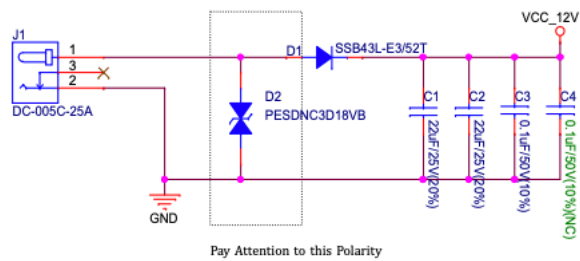 VCC_12V
J1
1
3
2
DC-005C-25A
D1
SSB43L-E3/52T
D2
PESDNC3D18VB
C1
22uF/25V(20%)
C2
22uF/25V(20%)
C3
0.1uF/50V(10%)
C4
0.1uF/50V(10%)(NC)
GND
Pay Attention to this Polarity